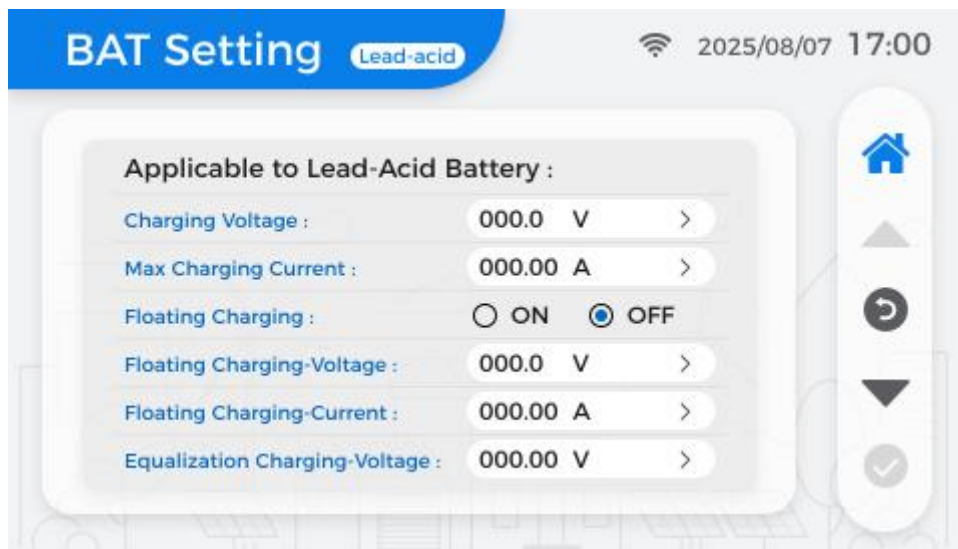 BAT Setting Lead-acid 2025/08/07 17:00
Applicable to Lead-Acid Battery :
Charging Voltage : 000.0 V >
Max Charging Current : 000.00 A >
Floating Charging : ON OFF
Floating Charging-Voltage : 000.0 V >
Floating Charging-Current : 000.00 A >
Equalization Charging-Voltage : 000.00 V >